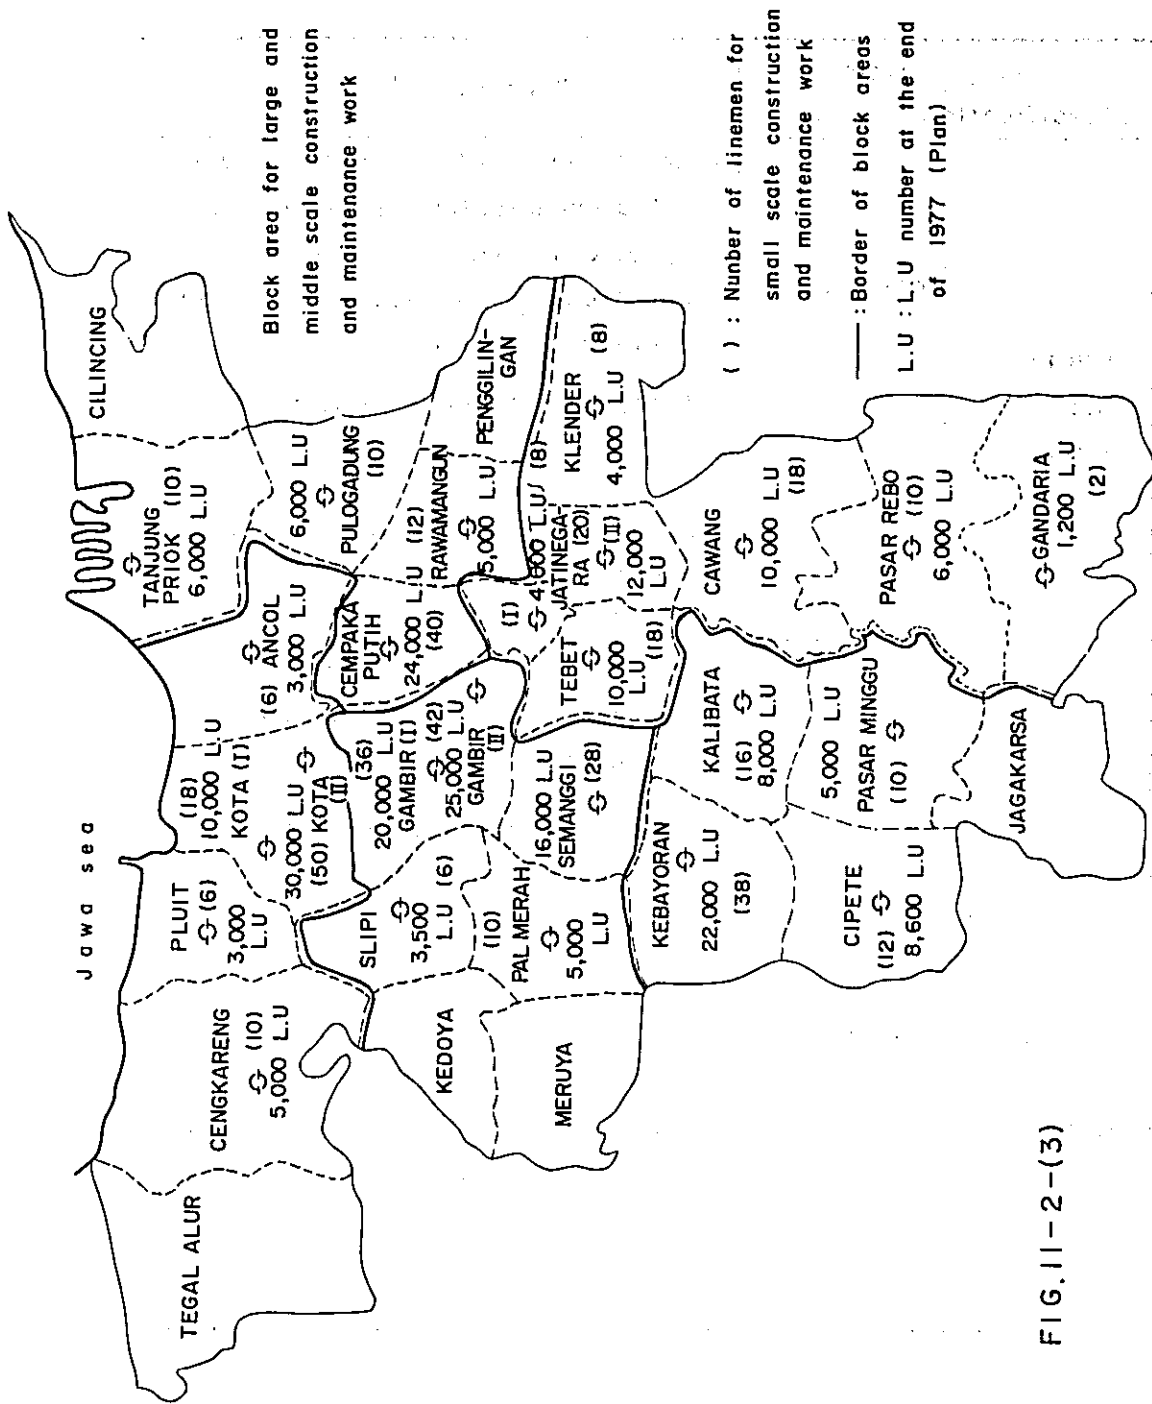 Jawa sea
CILINCING
TANJUNG
PRIOK (10)
6,000 L.U
6,000 L.U
PULOGADUNG
(10)
(6) ANCOL
3,000 L.U
(18)
10,000 L.U
KOTA (I)
30,000 LU
(50) KOTA
(II)
PLUIT
(6)
3,000
L.U
CENGKARENG
(10)
5,000 L.U
TEGAL ALUR
CEMPAKA
PUTIH
24,000 L.U
(40)
(12)
RAWAMANGUN
5,000 L.U
PENGGILIN-
GAN
(36)
20,000 L.U
GAMBIR (I)
(42)
25,000 L.U
GAMBIR
(II)
SLIPI
3,500
L.U (6)
KEDOYA
(10)
PAL MERAH
5,000
L.U
MERUYA
16,000 L.U
SEMANGGI
(28)
(I)
4,600 L.U (8)
JATINEGA-
RA (20)
(II)
12,000
L.U
KLENDER
(8)
4,000 L.U
TEBET
10,000
L.U
(18)
CAWANG
10,000 L.U
(18)
KALIBATA
(16)
8,000 L.U
KEBAYORAN
22,000 L.U
(38)
5,000 L.U
PASAR MINGGU
(10)
CIPETE
(12)
8,600 L.U
PASAR REBO
(10)
6,000 L.U
GANDARIA
1,200 L.U
(2)
JAGAKARSA
Block area for large and
middle scale construction
and maintenance work
( ) : Nunber of linemen for
small scale construction
and maintenance work
: Border of block areas
L.U : L.U number at the end
of 1977 (Plan)
FIG.11-2-(3)